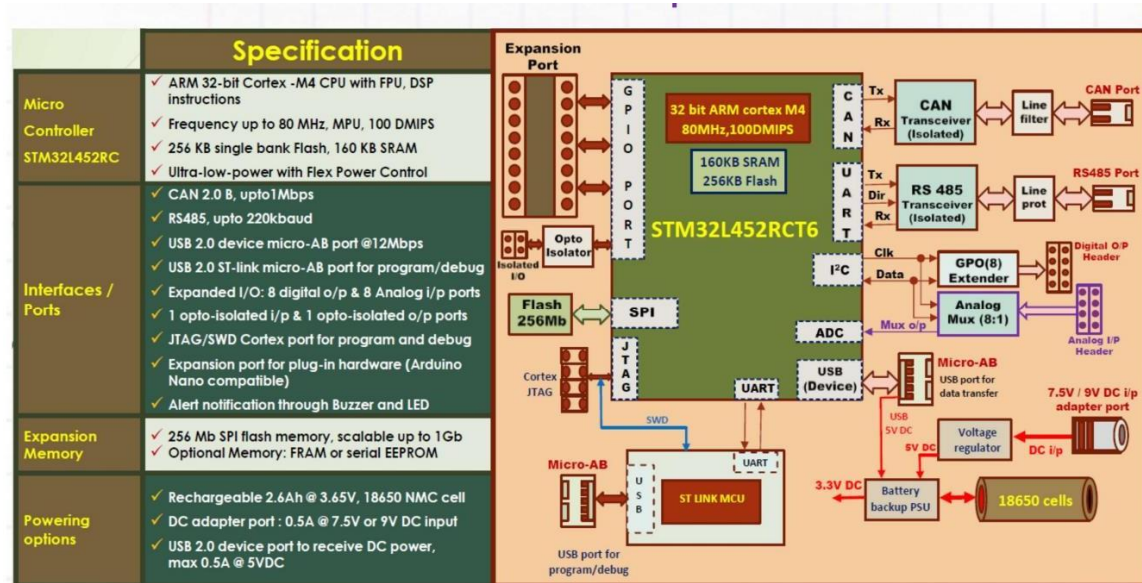 Specification
Micro
Controller
STM32L452RC
✓ ARM 32-bit Cortex -M4 CPU with FPU, DSP
instructions
✓ Frequency up to 80 MHz, MPU, 100 DMIPS
✓ 256 KB single bank Flash, 160 KB SRAM
✓ Ultra-low-power with Flex Power Control
Interfaces /
Ports
✓ CAN 2.0 B, upto1Mbps
✓ RS485, upto 220kbaud
✓ USB 2.0 device micro-AB port @12Mbps
✓ USB 2.0 ST-link micro-AB port for program/debug
✓ Expanded I/O: 8 digital o/p & 8 Analog i/p ports
✓ 1 opto-isolated i/p & 1 opto-isolated o/p ports
✓ JTAG/SWD Cortex port for program and debug
✓ Expansion port for plug-in hardware (Arduino
Nano compatible)
✓ Alert notification through Buzzer and LED
Expansion
Memory
✓ 256 Mb SPI flash memory, scalable up to 1Gb
✓ Optional Memory: FRAM or serial EEPROM
Powering
options
✓ Rechargeable 2.6Ah @ 3.65V, 18650 NMC cell
✓ DC adapter port : 0.5A @ 7.5V or 9V DC input
✓ USB 2.0 device port to receive DC power,
max 0.5A @ 5VDC
Expansion
Port
GPIO PORT
32 bit ARM cortex M4
80MHz,100DMIPS
160KB SRAM
256KB Flash
STM32L452RCT6
CAN
Tx
Rx
CAN
Transceiver
(Isolated)
Line
filter
CAN Port
UART
Tx
Dir
Rx
RS 485
Transceiver
(Isolated)
Line
prot
RS485 Port
Isolated
I/O
Opto
Isolator
I²C
Clk
Data
GPO(8)
Extender
Digital O/P
Header
Flash
256Mb
SPI
ADC
Mux o/p
Analog
Mux (8:1)
Analog I/P
Header
Cortex
JTAG
JTAG
UART
USB
(Device)
Micro-AB
USB port for
data transfer
7.5V / 9V DC i/p
adapter port
SWD
USB
5V DC
5V DC
Voltage
regulator
DC i/p
Micro-AB
USB
UART
ST LINK MCU
3.3V DC
Battery
backup PSU
18650 cells
USB port for
program/debug